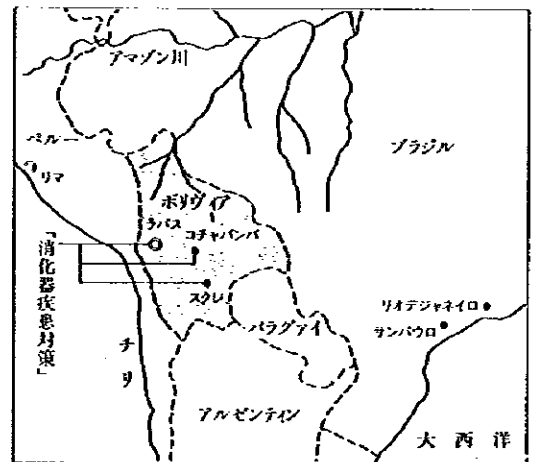 アマゾン川
ペルー
リマ
ブラジル
ボリヴィア
ラパス
コチャバンバ
スクレ
「消化器疾患対策」
パラグァイ
リオデジャネイロ
サンパウロ
チリ
アルゼンティン
大西洋